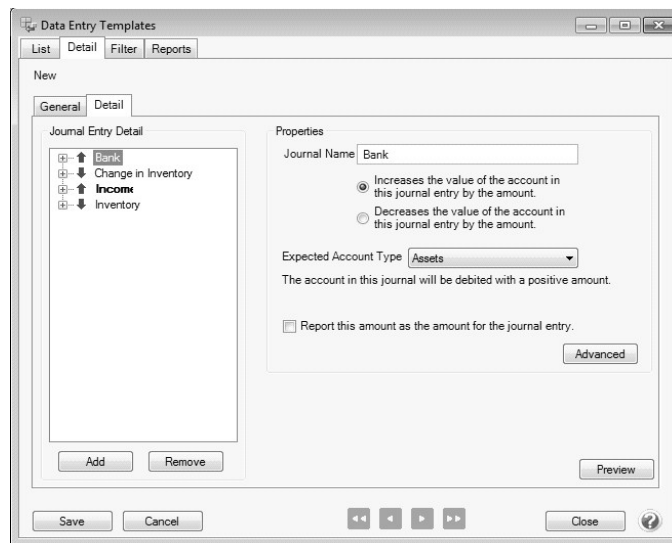 Data Entry Templates
List Detail Filter Reports
New
General Detail
Journal Entry Detail
Bank
Change in Inventory
Income
Inventory
Add Remove
Properties
Journal Name Bank
Increases the value of the account in
this journal entry by the amount.
Decreases the value of the account in
this journal entry by the amount.
Expected Account Type Assets
The account in this journal will be debited with a positive amount.
Report this amount as the amount for the journal entry.
Advanced
Preview
Save Cancel Close ?